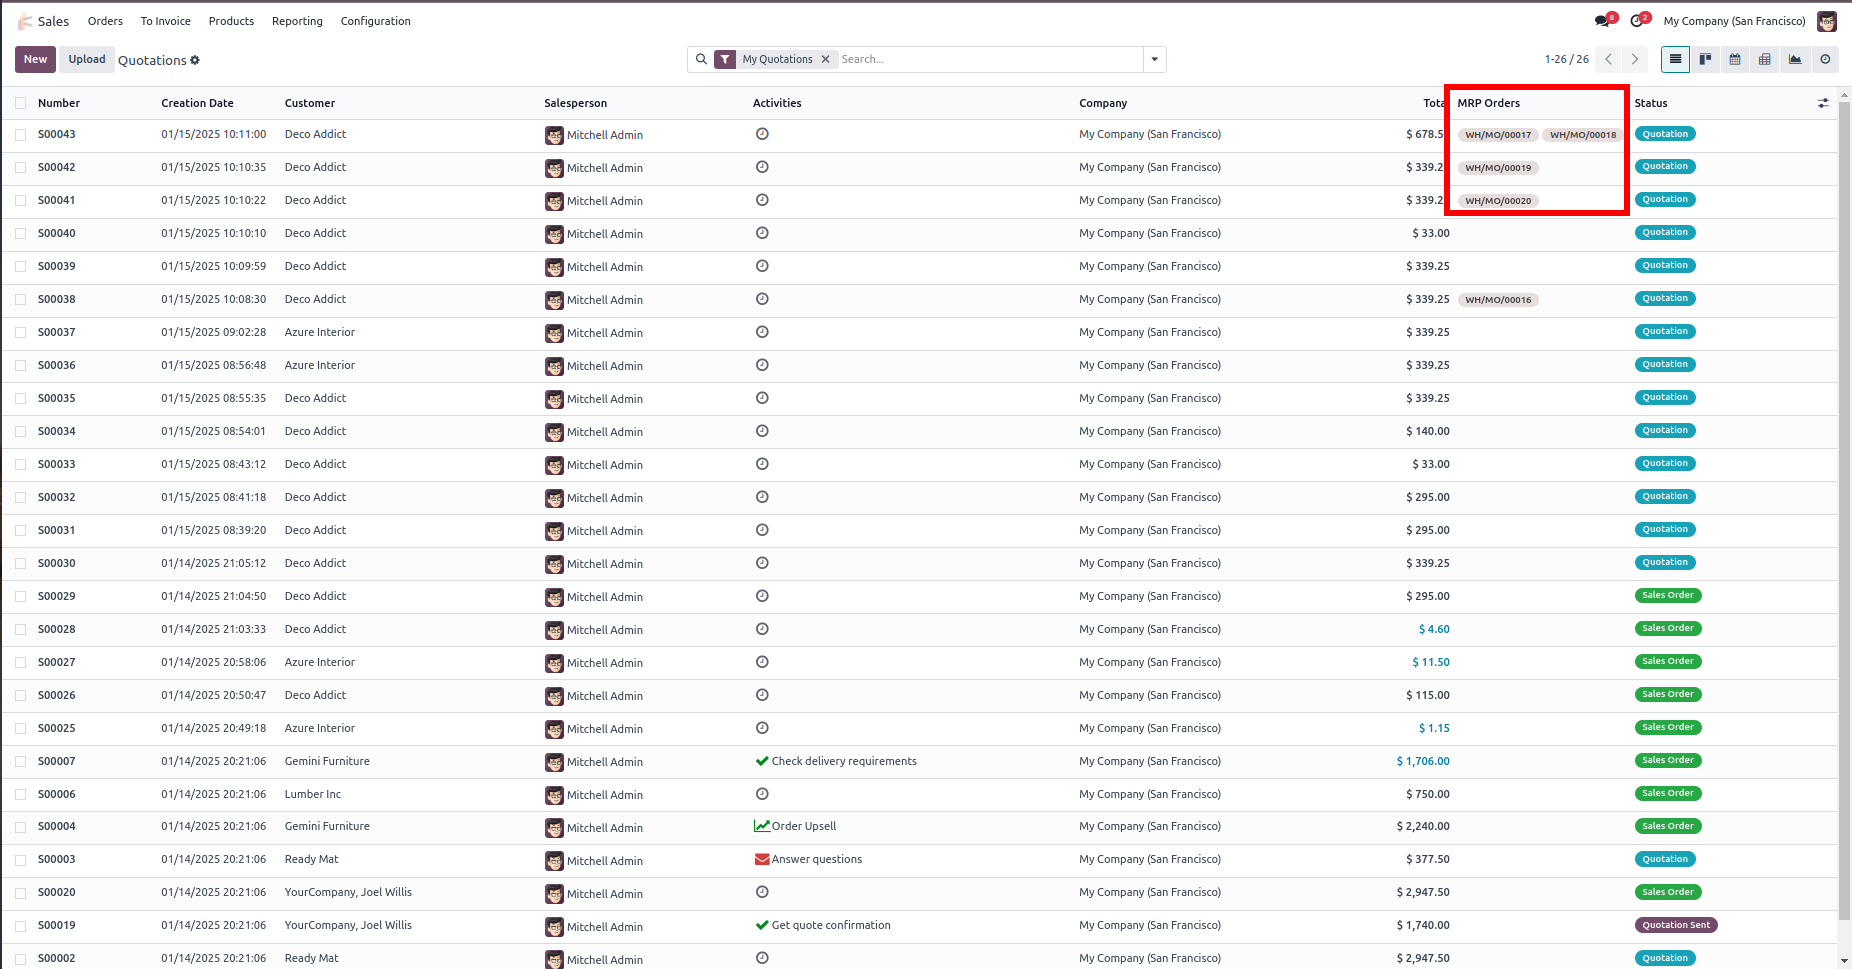 Sales Orders To Invoice Products Reporting Configuration 8 2 My Company (San Francisco)
New Upload Quotations My Quotations Search... 1-26 / 26
Number Creation Date Customer Salesperson Activities Company Tota MRP Orders Status
S00043 01/15/2025 10:11:00 Deco Addict Mitchell Admin My Company (San Francisco) $ 678.5 WH/MO/00017 WH/MO/00018 Quotation
S00042 01/15/2025 10:10:35 Deco Addict Mitchell Admin My Company (San Francisco) $ 339.2 WH/MO/00019 Quotation
S00041 01/15/2025 10:10:22 Deco Addict Mitchell Admin My Company (San Francisco) $ 339.2 WH/MO/00020 Quotation
S00040 01/15/2025 10:10:10 Deco Addict Mitchell Admin My Company (San Francisco) $ 33.00 Quotation
S00039 01/15/2025 10:09:59 Deco Addict Mitchell Admin My Company (San Francisco) $ 339.25 Quotation
S00038 01/15/2025 10:08:30 Deco Addict Mitchell Admin My Company (San Francisco) $ 339.25 WH/MO/00016 Quotation
S00037 01/15/2025 09:02:28 Azure Interior Mitchell Admin My Company (San Francisco) $ 339.25 Quotation
S00036 01/15/2025 08:56:48 Azure Interior Mitchell Admin My Company (San Francisco) $ 339.25 Quotation
S00035 01/15/2025 08:55:35 Deco Addict Mitchell Admin My Company (San Francisco) $ 339.25 Quotation
S00034 01/15/2025 08:54:01 Deco Addict Mitchell Admin My Company (San Francisco) $ 140.00 Quotation
S00033 01/15/2025 08:43:12 Deco Addict Mitchell Admin My Company (San Francisco) $ 33.00 Quotation
S00032 01/15/2025 08:41:18 Deco Addict Mitchell Admin My Company (San Francisco) $ 295.00 Quotation
S00031 01/15/2025 08:39:20 Deco Addict Mitchell Admin My Company (San Francisco) $ 295.00 Quotation
S00030 01/14/2025 21:05:12 Deco Addict Mitchell Admin My Company (San Francisco) $ 339.25 Quotation
S00029 01/14/2025 21:04:50 Deco Addict Mitchell Admin My Company (San Francisco) $ 295.00 Sales Order
S00028 01/14/2025 21:03:33 Deco Addict Mitchell Admin My Company (San Francisco) $ 4.60 Sales Order
S00027 01/14/2025 20:58:06 Azure Interior Mitchell Admin My Company (San Francisco) $ 11.50 Sales Order
S00026 01/14/2025 20:50:47 Deco Addict Mitchell Admin My Company (San Francisco) $ 115.00 Sales Order
S00025 01/14/2025 20:49:18 Azure Interior Mitchell Admin My Company (San Francisco) $ 1.15 Sales Order
S00007 01/14/2025 20:21:06 Gemini Furniture Mitchell Admin Check delivery requirements My Company (San Francisco) $ 1,706.00 Sales Order
S00006 01/14/2025 20:21:06 Lumber Inc Mitchell Admin My Company (San Francisco) $ 750.00 Sales Order
S00004 01/14/2025 20:21:06 Gemini Furniture Mitchell Admin Order Upsell My Company (San Francisco) $ 2,240.00 Sales Order
S00003 01/14/2025 20:21:06 Ready Mat Mitchell Admin Answer questions My Company (San Francisco) $ 377.50 Quotation
S00020 01/14/2025 20:21:06 YourCompany, Joel Willis Mitchell Admin My Company (San Francisco) $ 2,947.50 Sales Order
S00019 01/14/2025 20:21:06 YourCompany, Joel Willis Mitchell Admin Get quote confirmation My Company (San Francisco) $ 1,740.00 Quotation Sent
S00002 01/14/2025 20:21:06 Ready Mat Mitchell Admin My Company (San Francisco) $ 2,947.50 Quotation